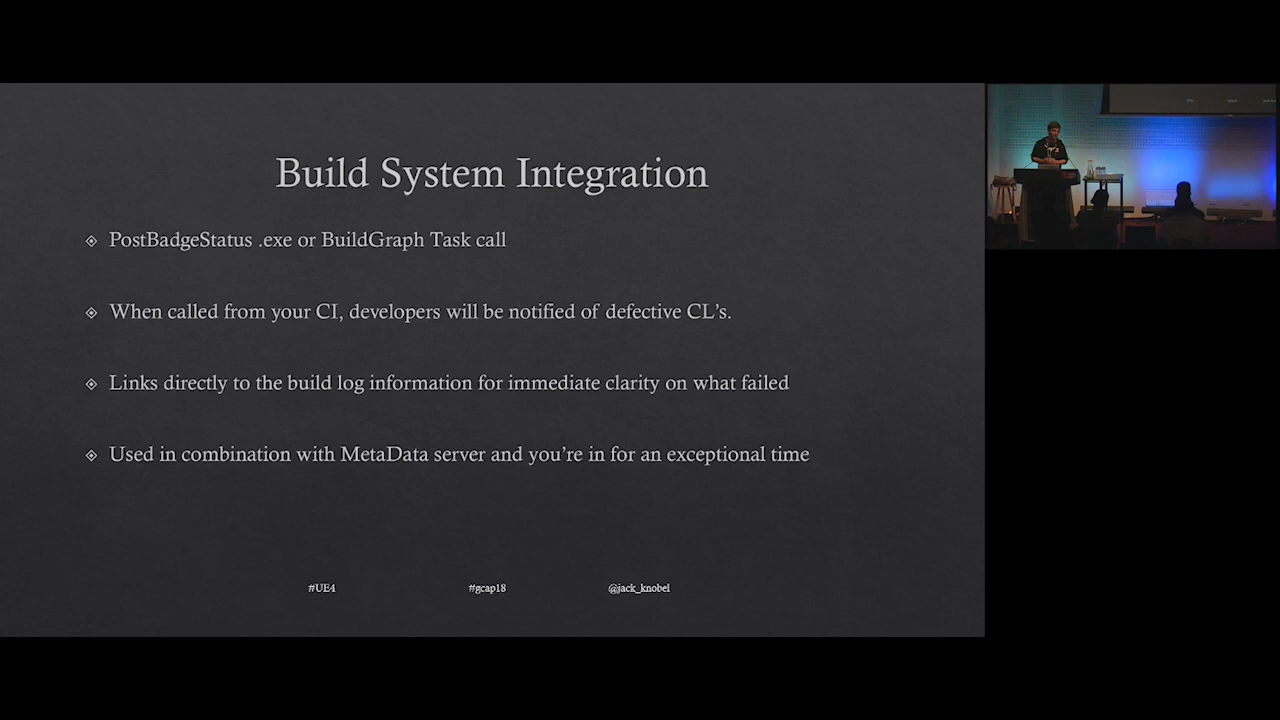 Build System Integration
PostBadgeStatus .exe or BuildGraph Task call
When called from your CI, developers will be notified of defective CL's.
Links directly to the build log information for immediate clarity on what failed
Used in combination with MetaData server and you're in for an exceptional time
#UE4
#gcap18
@jack_knobel